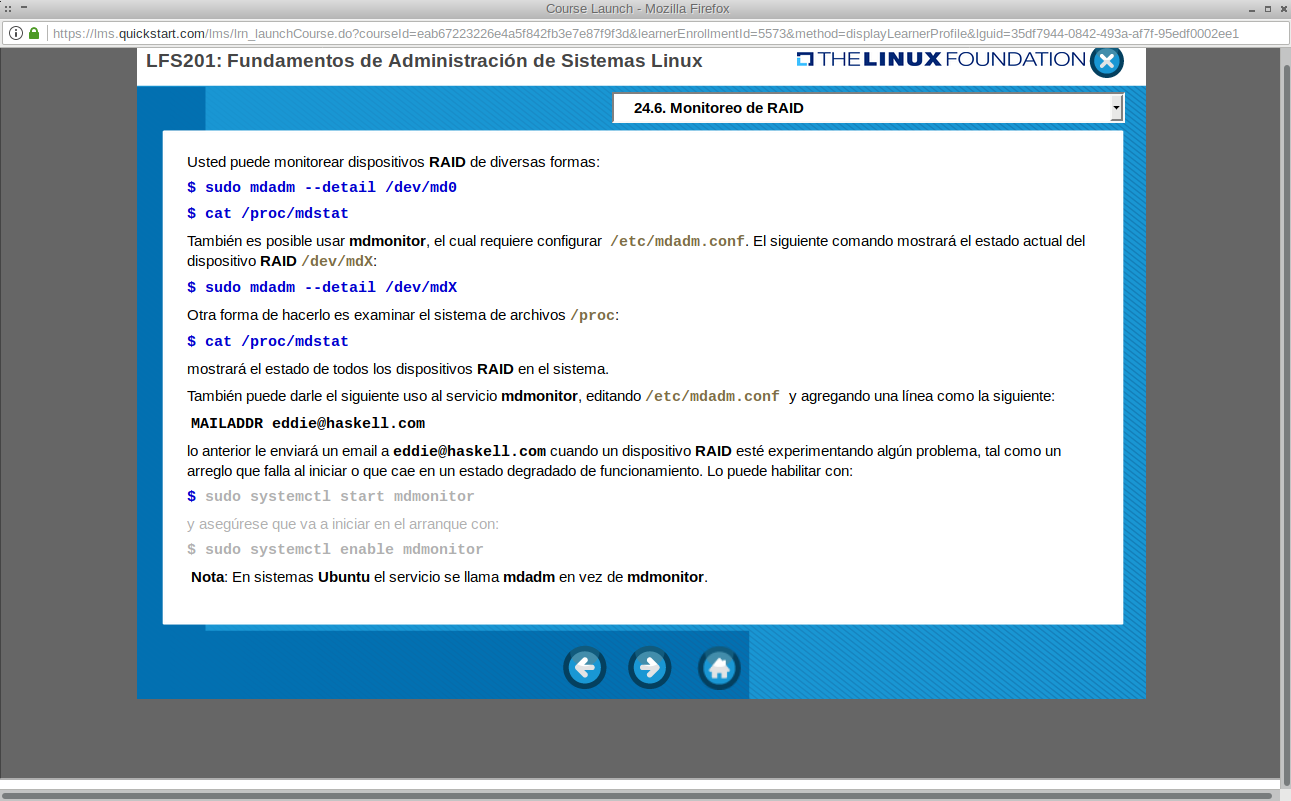 Course Launch - Mozilla Firefox
https://lms.quickstart.com/lms/lrn_launchCourse.do?courseId=eab67223226e4a5f842fb3e7e87f9f3d&learnerEnrollmentId=5573&method=displayLearnerProfile&lguid=35df7944-0842-493a-af7f-95edf0002ee1
LFS201: Fundamentos de Administración de Sistemas Linux
THE LINUX FOUNDATION
24.6. Monitoreo de RAID
Usted puede monitorear dispositivos RAID de diversas formas:
$ sudo mdadm --detail /dev/md0
$ cat /proc/mdstat
También es posible usar mdmonitor, el cual requiere configurar /etc/mdadm.conf. El siguiente comando mostrará el estado actual del
dispositivo RAID /dev/mdX:
$ sudo mdadm --detail /dev/mdX
Otra forma de hacerlo es examinar el sistema de archivos /proc:
$ cat /proc/mdstat
mostrará el estado de todos los dispositivos RAID en el sistema.
También puede darle el siguiente uso al servicio mdmonitor, editando /etc/mdadm.conf y agregando una línea como la siguiente:
MAILADDR eddie@haskell.com
lo anterior le enviará un email a eddie@haskell.com cuando un dispositivo RAID esté experimentando algún problema, tal como un
arreglo que falla al iniciar o que cae en un estado degradado de funcionamiento. Lo puede habilitar con:
$ sudo systemctl start mdmonitor
y asegúrese que va a iniciar en el arranque con:
$ sudo systemctl enable mdmonitor
Nota: En sistemas Ubuntu el servicio se llama mdadm en vez de mdmonitor.